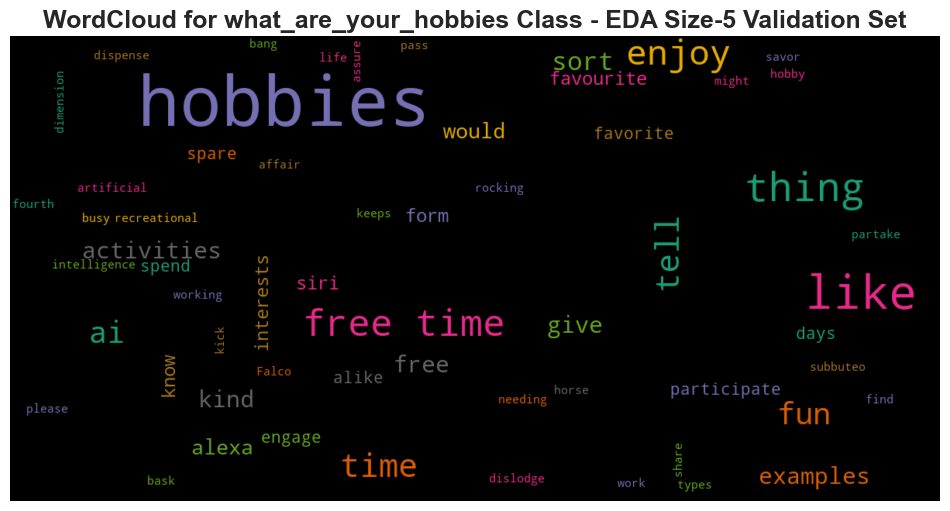 WordCloud for what_are_your_hobbies Class - EDA Size-5 Validation Set
bang
pass
dispense
life
assure
enjoy
sort
savor
favourite
might
hobby
dimension
hobbies
would
favorite
spare
affair
artificial
rocking
thing
fourth
busy
recreational
keeps
form
tell
partake
activities
intelligence
spend
interests
siri
working
like
ai
kick
free time
give
days
know
Falco
alike
free
subbuteo
kind
horse
participate
needing
find
please
fun
alexa
engage
time
share
examples
bask
dislodge
work
types